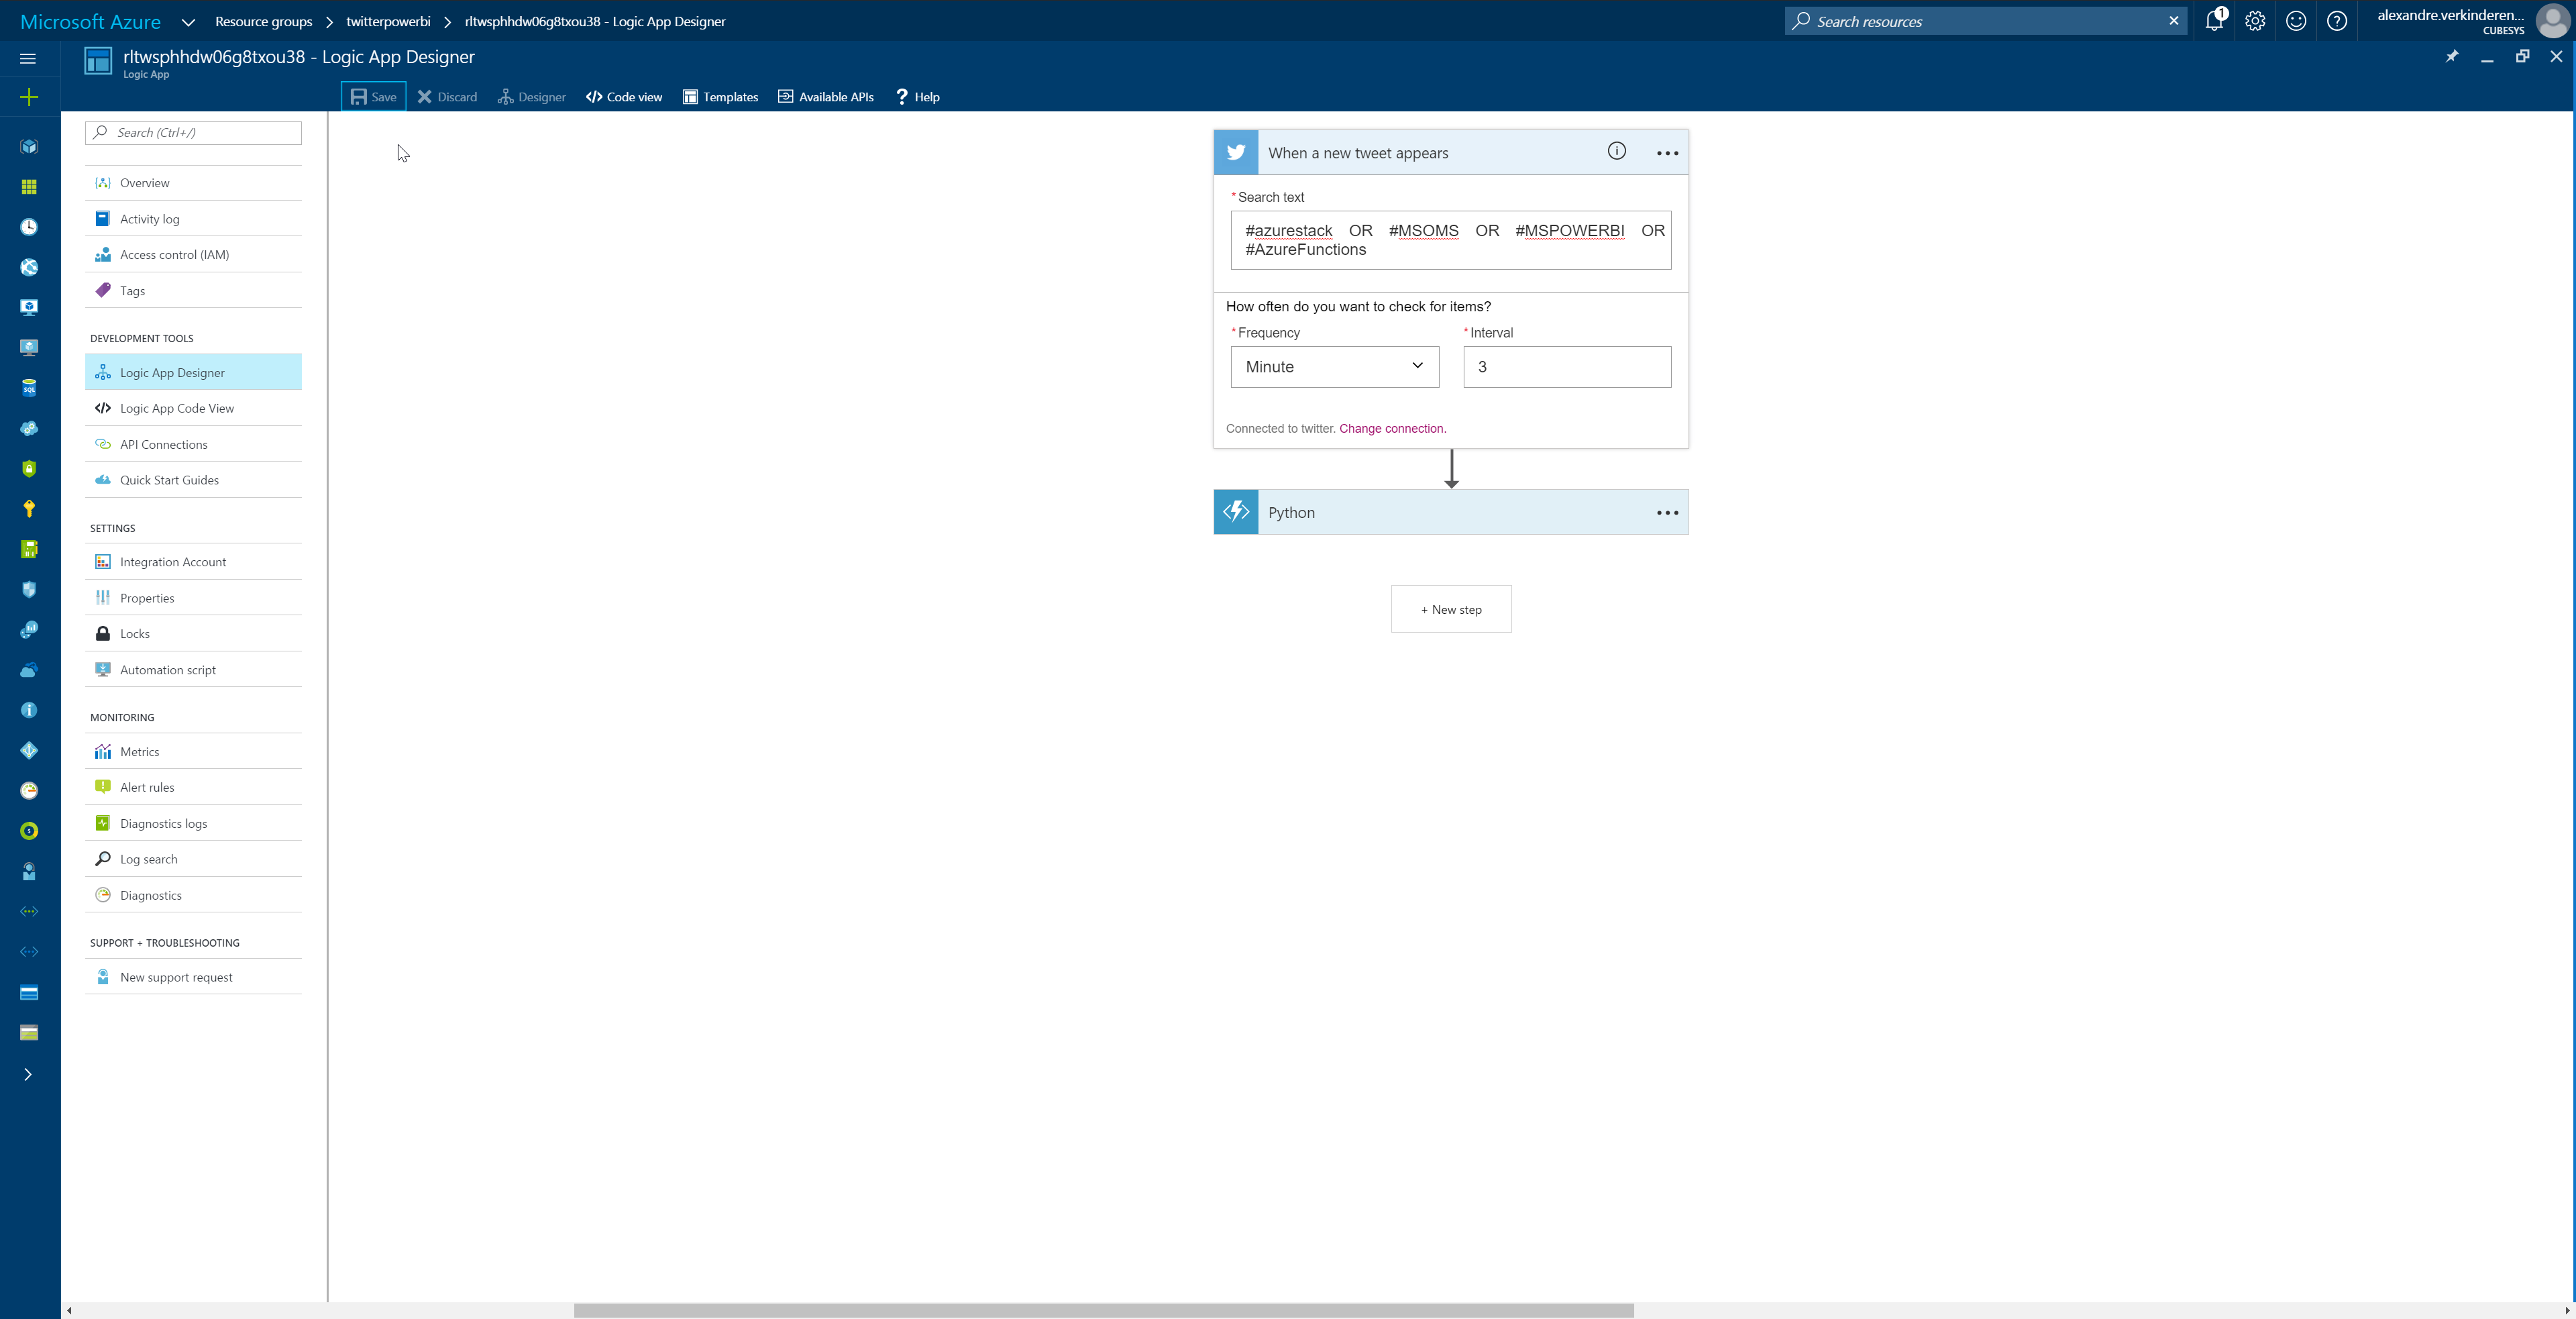 Microsoft Azure Resource groups > twitterpowerbi > rltwsphhdw06g8txou38 - Logic App Designer Search resources 1 alexandre.verkinderen...
CUBESYS
rltwsphhdw06g8txou38 - Logic App Designer
Logic App
Save Discard Designer Code view Templates Available APIs Help
Search (Ctrl+/)
Overview
Activity log
Access control (IAM)
Tags
DEVELOPMENT TOOLS
Logic App Designer
Logic App Code View
API Connections
Quick Start Guides
SETTINGS
Integration Account
Properties
Locks
Automation script
MONITORING
Metrics
Alert rules
Diagnostics logs
Log search
Diagnostics
SUPPORT + TROUBLESHOOTING
New support request
When a new tweet appears
* Search text
#azurestack OR #MSOMS OR #MSPOWERBI OR
#AzureFunctions
How often do you want to check for items?
* Frequency * Interval
Minute 3
Connected to twitter. Change connection.
Python
+ New step